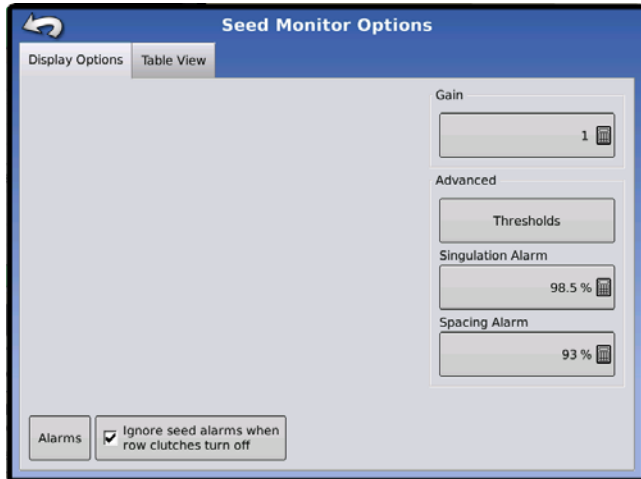 Seed Monitor Options
Display Options
Table View
Gain
1
Advanced
Thresholds
Singulation Alarm
98.5 %
Spacing Alarm
93 %
Alarms
Ignore seed alarms when
row clutches turn off